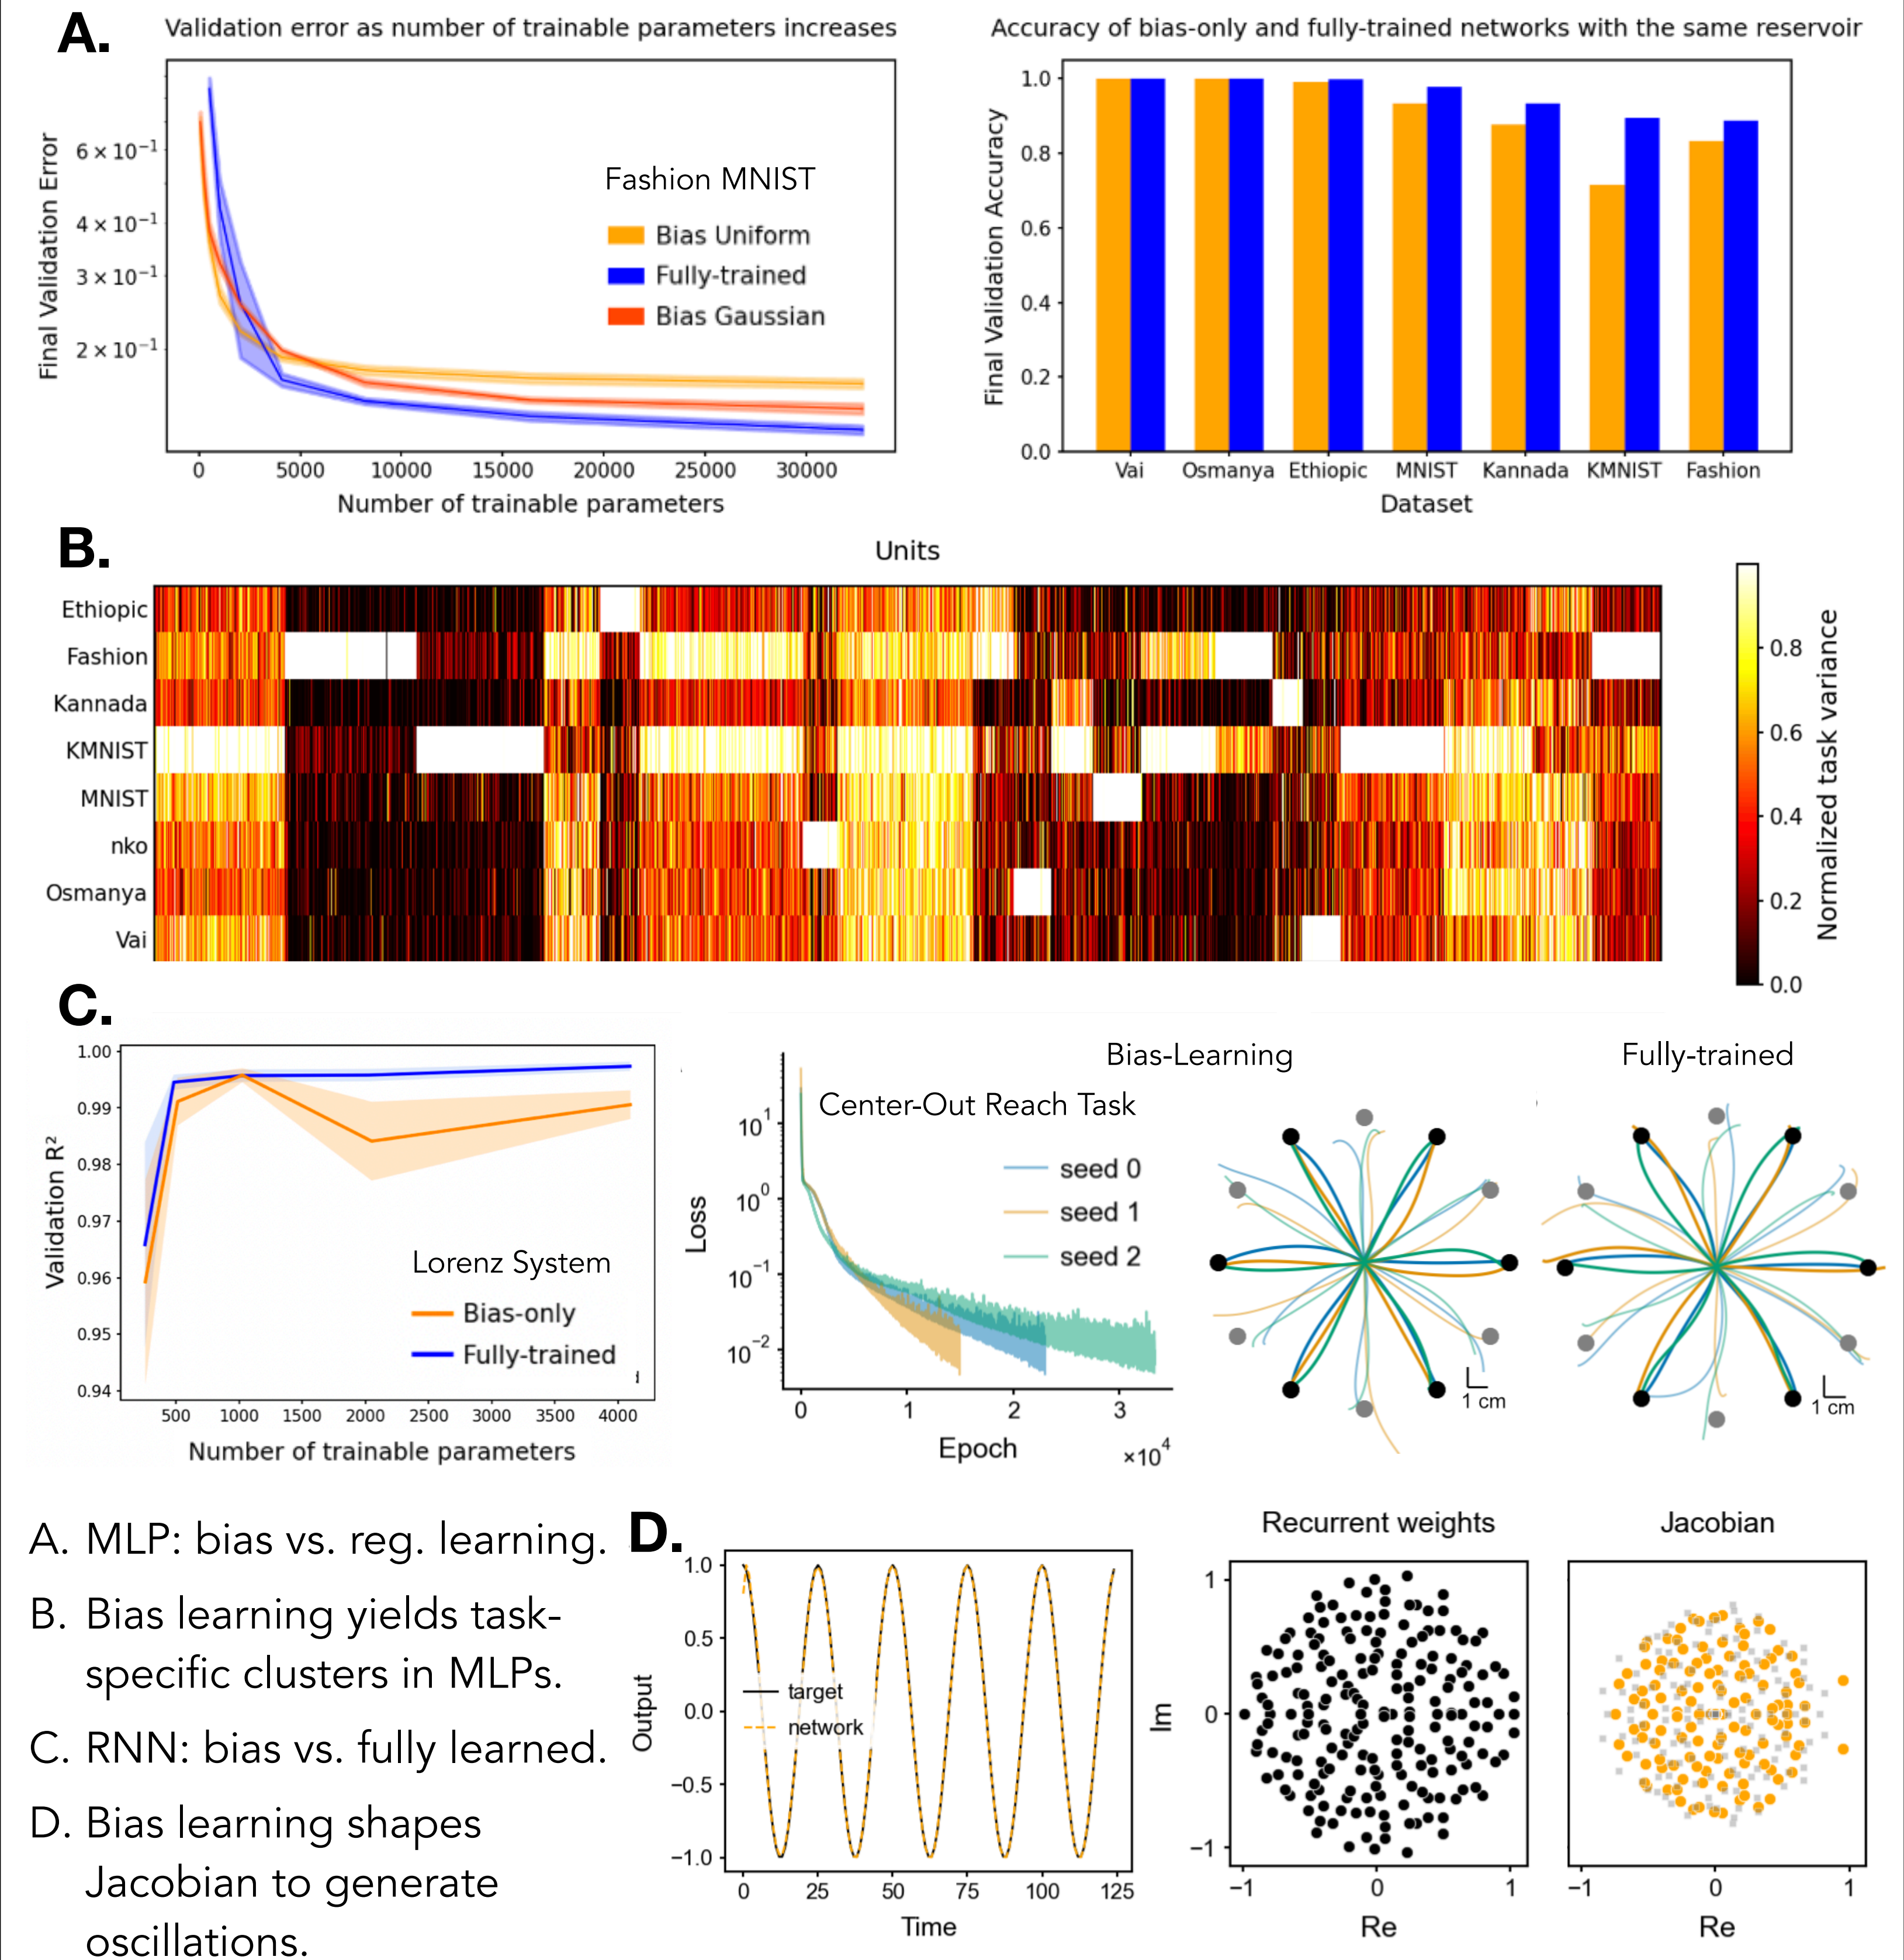 A.
Validation error as number of trainable parameters increases
Final Validation Error
6 × 10⁻¹
4 × 10⁻¹
3 × 10⁻¹
2 × 10⁻¹
Fashion MNIST
Bias Uniform
Fully-trained
Bias Gaussian
0 5000 10000 15000 20000 25000 30000
Number of trainable parameters
Accuracy of bias-only and fully-trained networks with the same reservoir
Final Validation Accuracy
1.0
0.8
0.6
0.4
0.2
0.0
Vai Osmanya Ethiopic MNIST Kannada KMNIST Fashion
Dataset
B.
Units
Ethiopic
Fashion
Kannada
KMNIST
MNIST
nko
Osmanya
Vai
0.8
0.6
0.4
0.2
0.0
Normalized task variance
C.
Validation R²
1.00
0.99
0.98
0.97
0.96
0.95
0.94
Lorenz System
Bias-only
Fully-trained
500 1000 1500 2000 2500 3000 3500 4000
Number of trainable parameters
Center-Out Reach Task
Loss
10¹
10⁰
10⁻¹
10⁻²
seed 0
seed 1
seed 2
0 1 2 3
Epoch
×10⁴
Bias-Learning
1 cm
Fully-trained
1 cm
A. MLP: bias vs. reg. learning.
B. Bias learning yields task-
specific clusters in MLPs.
C. RNN: bias vs. fully learned.
D. Bias learning shapes
Jacobian to generate
oscillations.
D.
Output
1.0
0.5
0.0
−0.5
−1.0
target
network
0 25 50 75 100 125
Time
Recurrent weights
Im
1
0
−1
−1 0 1
Re
Jacobian
−1 0 1
Re